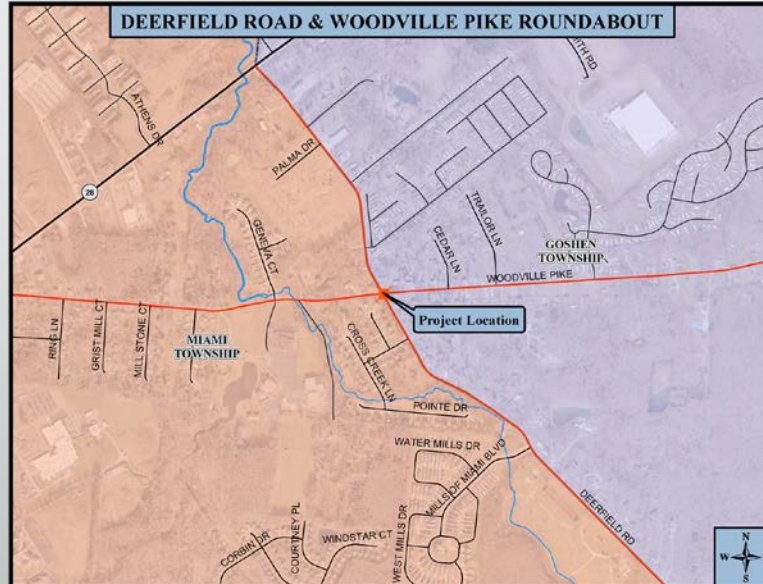 DEERFIELD ROAD & WOODVILLE PIKE ROUNDABOUT
ITH RD
ATHENS DR
PALMA DR
28
TRAILOR LN
GENEVA CT
CEDAR LN
GOSHEN
TOWNSHIP
WOODVILLE PIKE
Project Location
RING LN
GRIST MILL CT
MILL STONE CT
MIAMI
TOWNSHIP
CROSS CREEK LN
POINTE DR
WATER MILLS DR
MILLS OF MIAMI BLVD
DEERFIELD RD
CORBIN DR
COURTNEY PL
WINDSTAR CT
WEST MILLS DR
N
W E
S